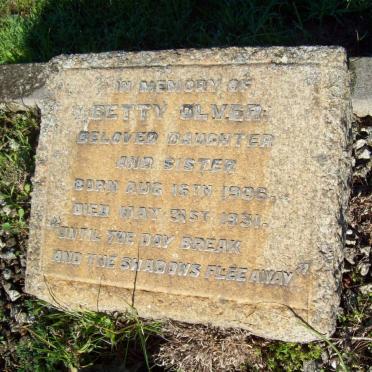 IN MEMORY OF
BETTY OLVER
BELOVED DAUGHTER
AND SISTER
BORN AUG 15TH 1906.
DIED MAY 31ST 1931.
"UNTIL THE DAY BREAK
AND THE SHADOWS FLEE AWAY"